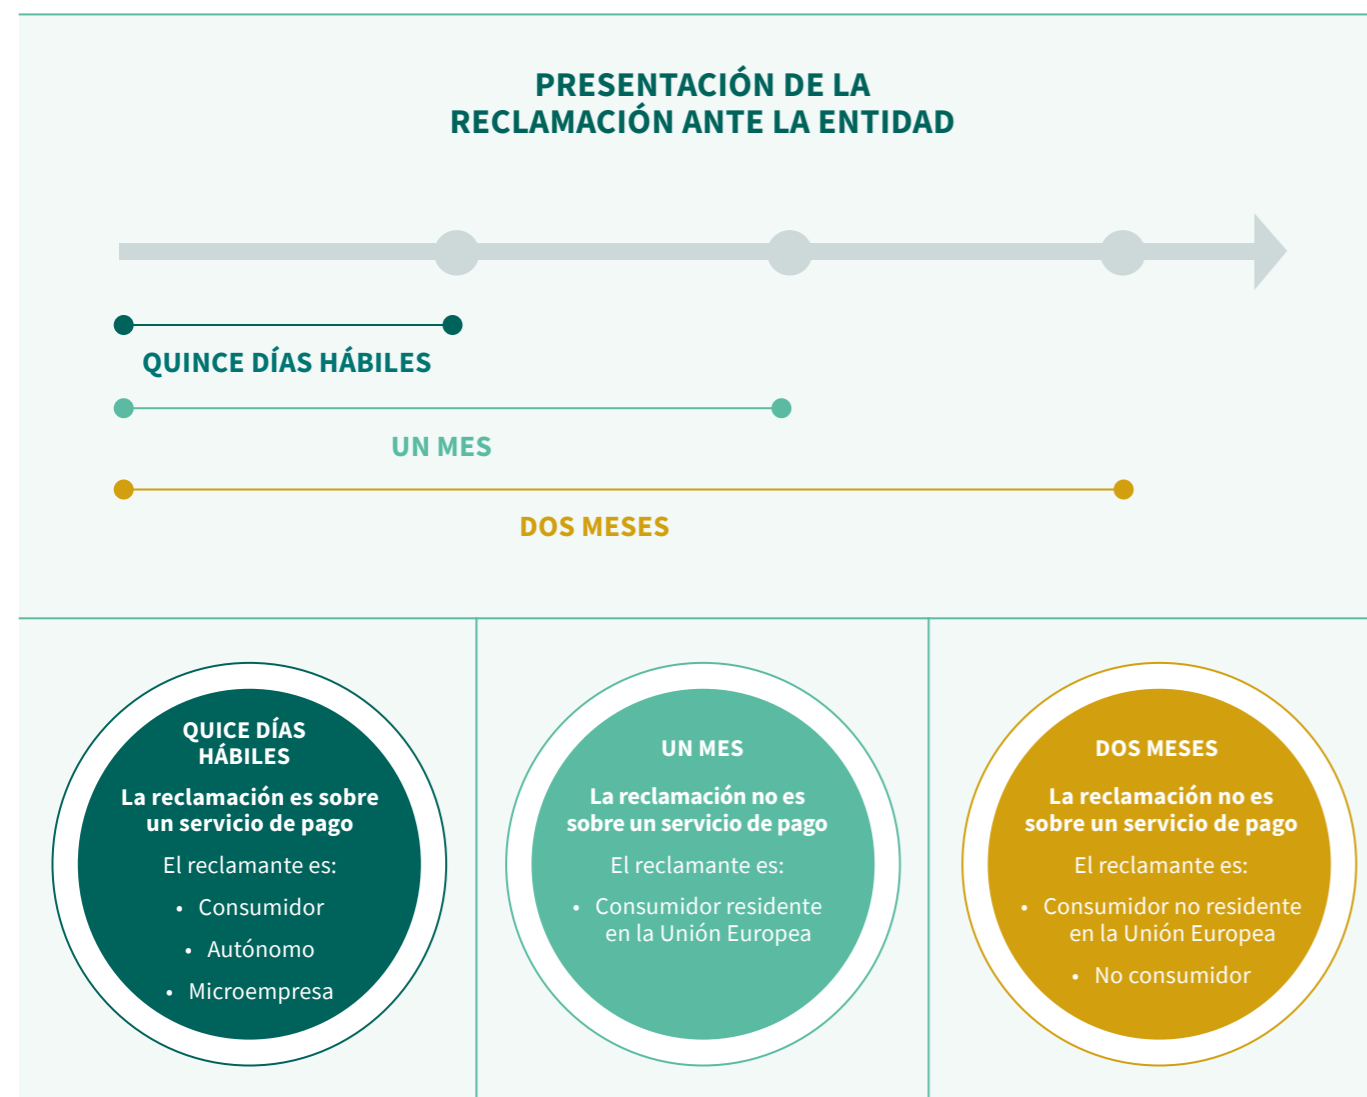 PRESENTACIÓN DE LA
RECLAMACIÓN ANTE LA ENTIDAD
QUINCE DÍAS HÁBILES
UN MES
DOS MESES
QUICE DÍAS
HÁBILES
La reclamación es sobre
un servicio de pago
El reclamante es:
• Consumidor
• Autónomo
• Microempresa
UN MES
La reclamación no es
sobre un servicio de pago
El reclamante es:
• Consumidor residente
en la Unión Europea
DOS MESES
La reclamación no es
sobre un servicio de pago
El reclamante es:
• Consumidor no residente
en la Unión Europea
• No consumidor